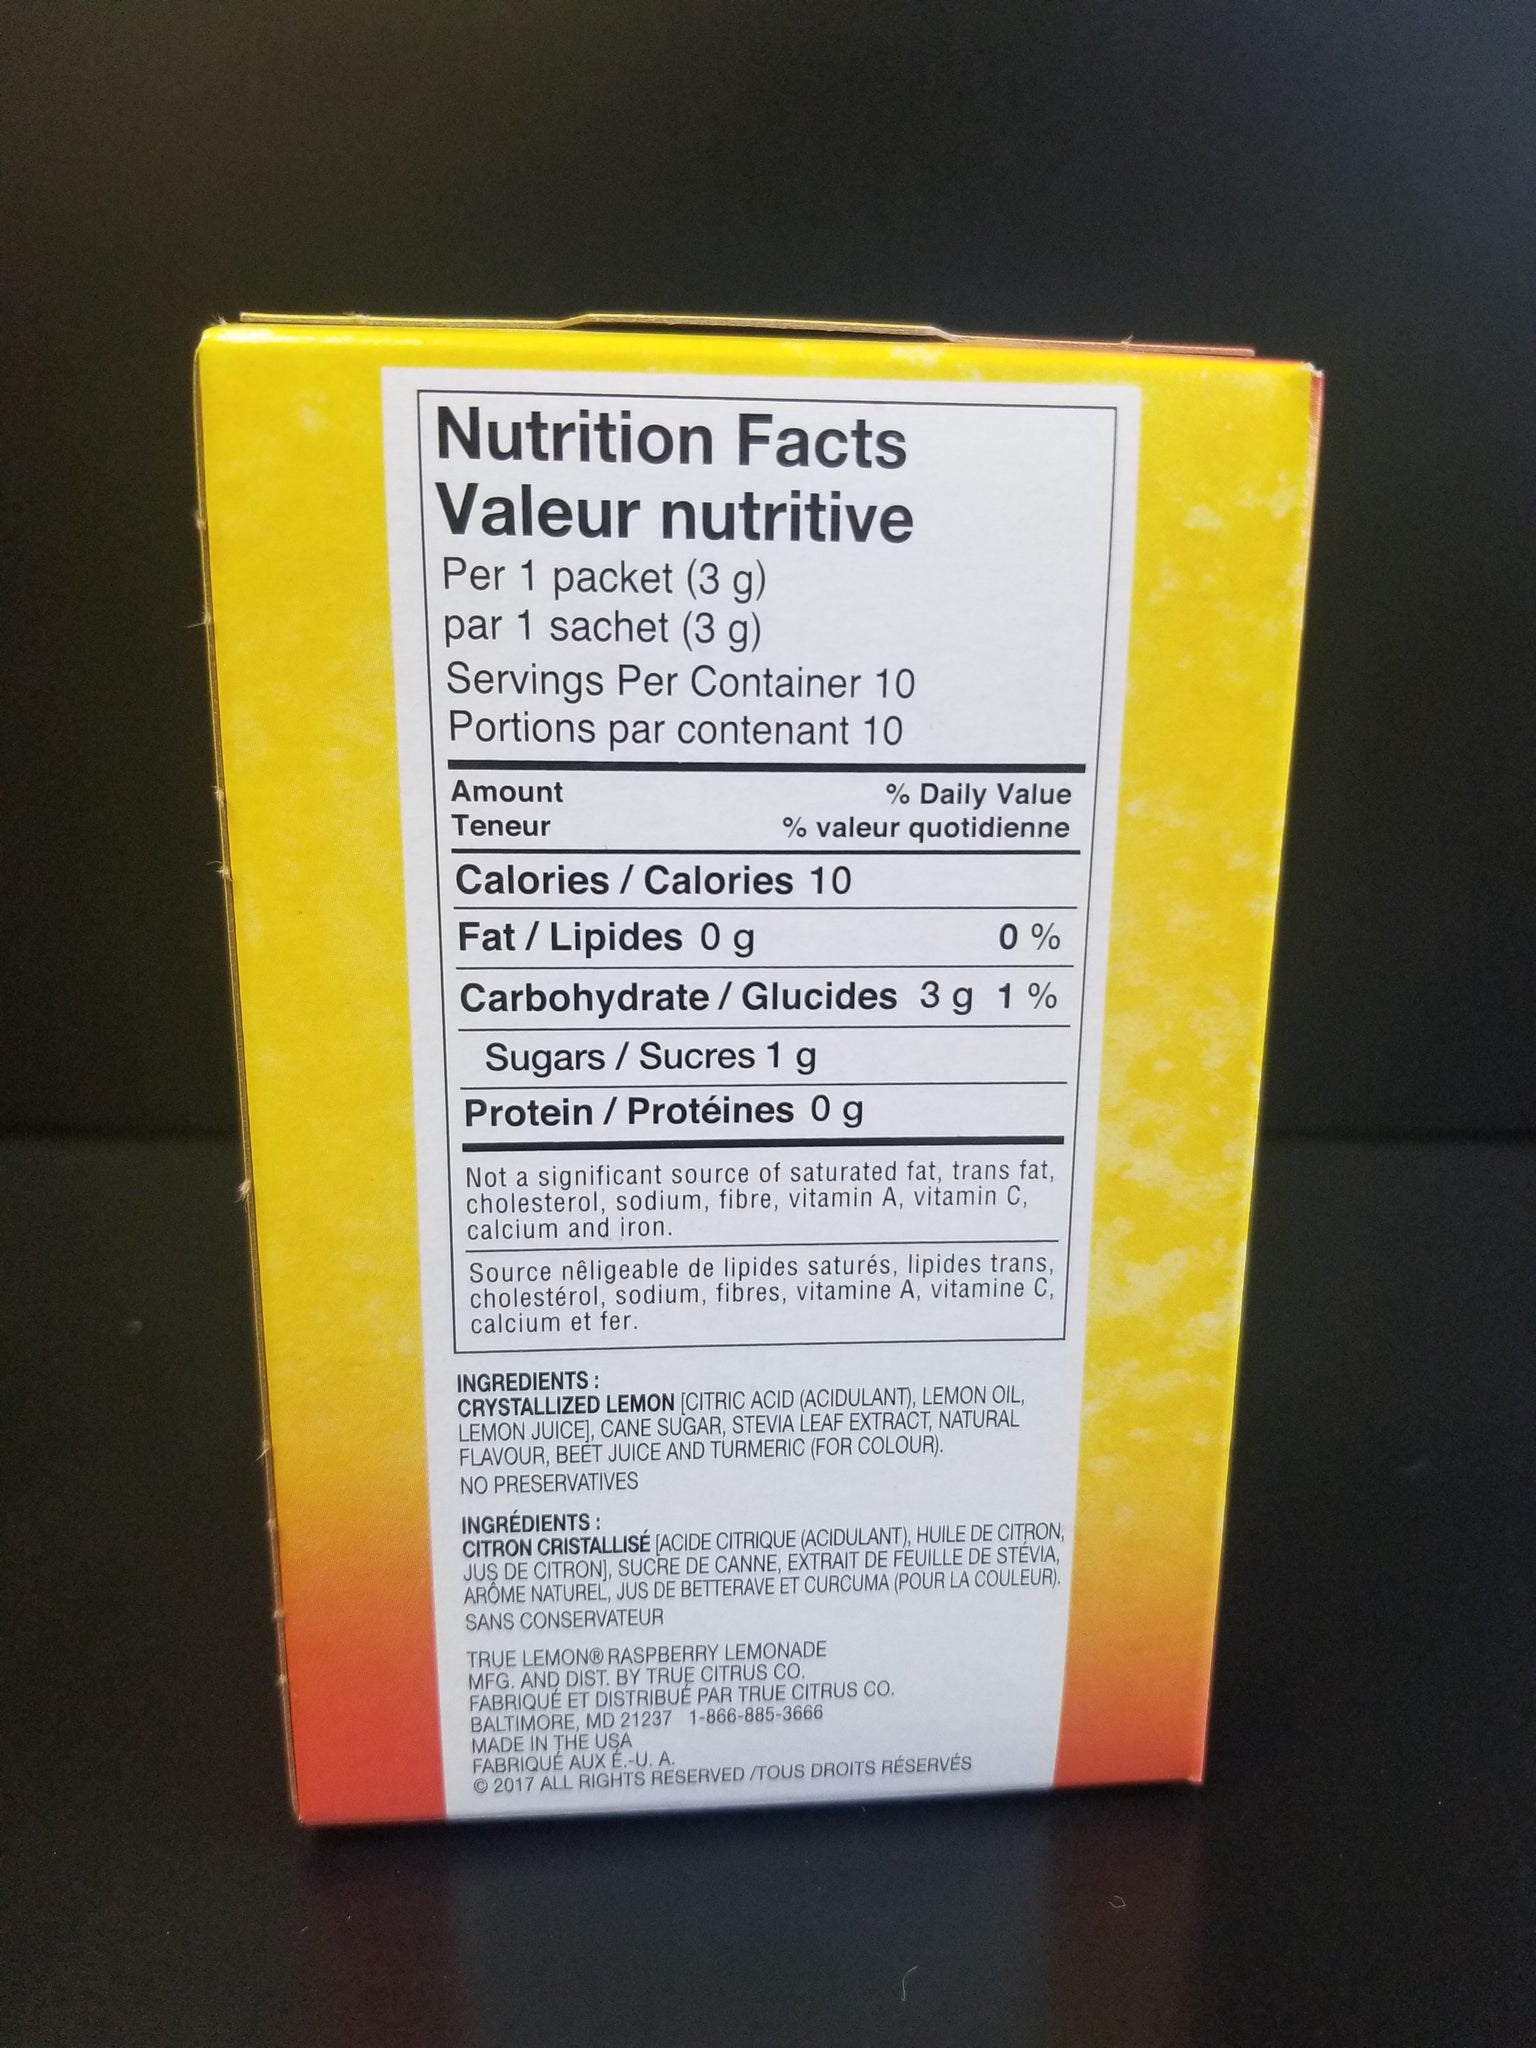 Nutrition Facts
Valeur nutritive
Per 1 packet (3 g)
par 1 sachet (3 g)
Servings Per Container 10
Portions par contenant 10
Amount % Daily Value
Teneur % valeur quotidienne
Calories / Calories 10
Fat / Lipides 0 g 0 %
Carbohydrate / Glucides 3 g 1 %
Sugars / Sucres 1 g
Protein / Protéines 0 g
Not a significant source of saturated fat, trans fat,
cholesterol, sodium, fibre, vitamin A, vitamin C,
calcium and iron.
Source nêligeable de lipides saturés, lipides trans,
cholestérol, sodium, fibres, vitamine A, vitamine C,
calcium et fer.
INGREDIENTS :
CRYSTALLIZED LEMON [CITRIC ACID (ACIDULANT), LEMON OIL,
LEMON JUICE], CANE SUGAR, STEVIA LEAF EXTRACT, NATURAL
FLAVOUR, BEET JUICE AND TURMERIC (FOR COLOUR).
NO PRESERVATIVES
INGRÉDIENTS :
CITRON CRISTALLISÉ [ACIDE CITRIQUE (ACIDULANT), HUILE DE CITRON,
JUS DE CITRON], SUCRE DE CANNE, EXTRAIT DE FEUILLE DE STÉVIA,
ARÔME NATUREL, JUS DE BETTERAVE ET CURCUMA (POUR LA COULEUR).
SANS CONSERVATEUR
TRUE LEMON® RASPBERRY LEMONADE
MFG. AND DIST. BY TRUE CITRUS CO.
FABRIQUÉ ET DISTRIBUÉ PAR TRUE CITRUS CO.
BALTIMORE, MD 21237 1-866-885-3666
MADE IN THE USA
FABRIQUÉ AUX É.-U. A.
© 2017 ALL RIGHTS RESERVED /TOUS DROITS RÉSERVÉS